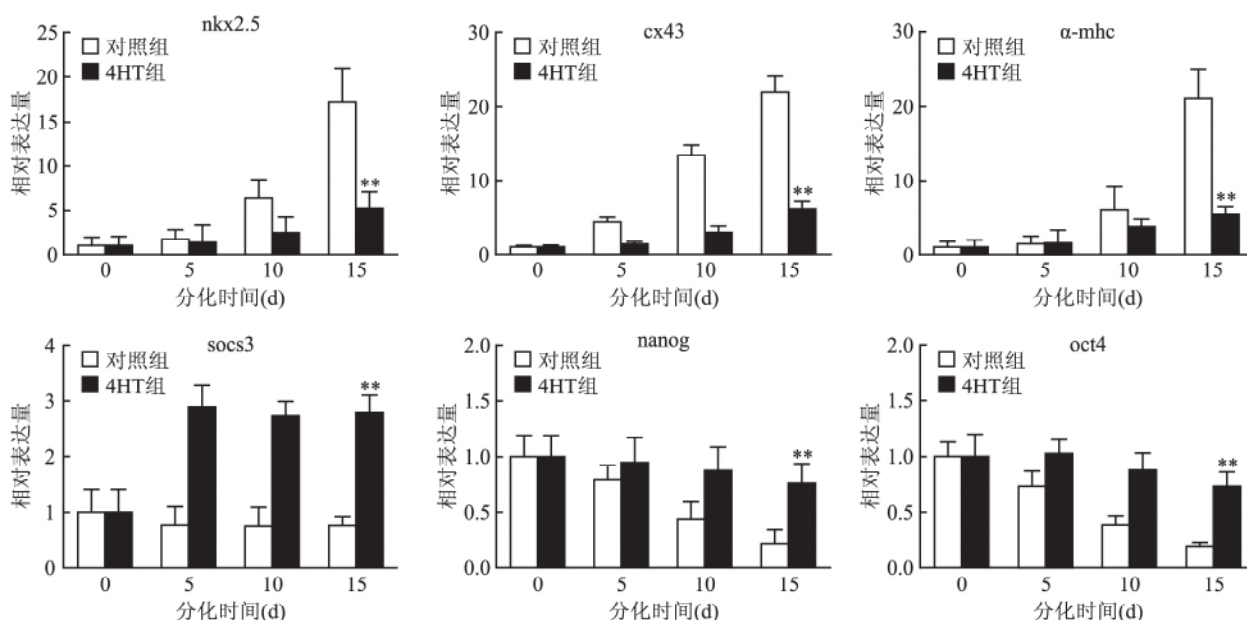 nkx2.5
25
20
15
10
5
0
相对表达量
对照组
4HT组
**
0 5 10 15
分化时间(d)
cx43
30
20
10
0
相对表达量
对照组
4HT组
**
0 5 10 15
分化时间(d)
α-mhc
30
20
10
0
相对表达量
对照组
4HT组
**
0 5 10 15
分化时间(d)
socs3
4
3
2
1
0
相对表达量
对照组
4HT组
**
0 5 10 15
分化时间(d)
nanog
2.0
1.5
1.0
0.5
0.0
相对表达量
对照组
4HT组
**
0 5 10 15
分化时间(d)
oct4
2.0
1.5
1.0
0.5
0.0
相对表达量
对照组
4HT组
**
0 5 10 15
分化时间(d)